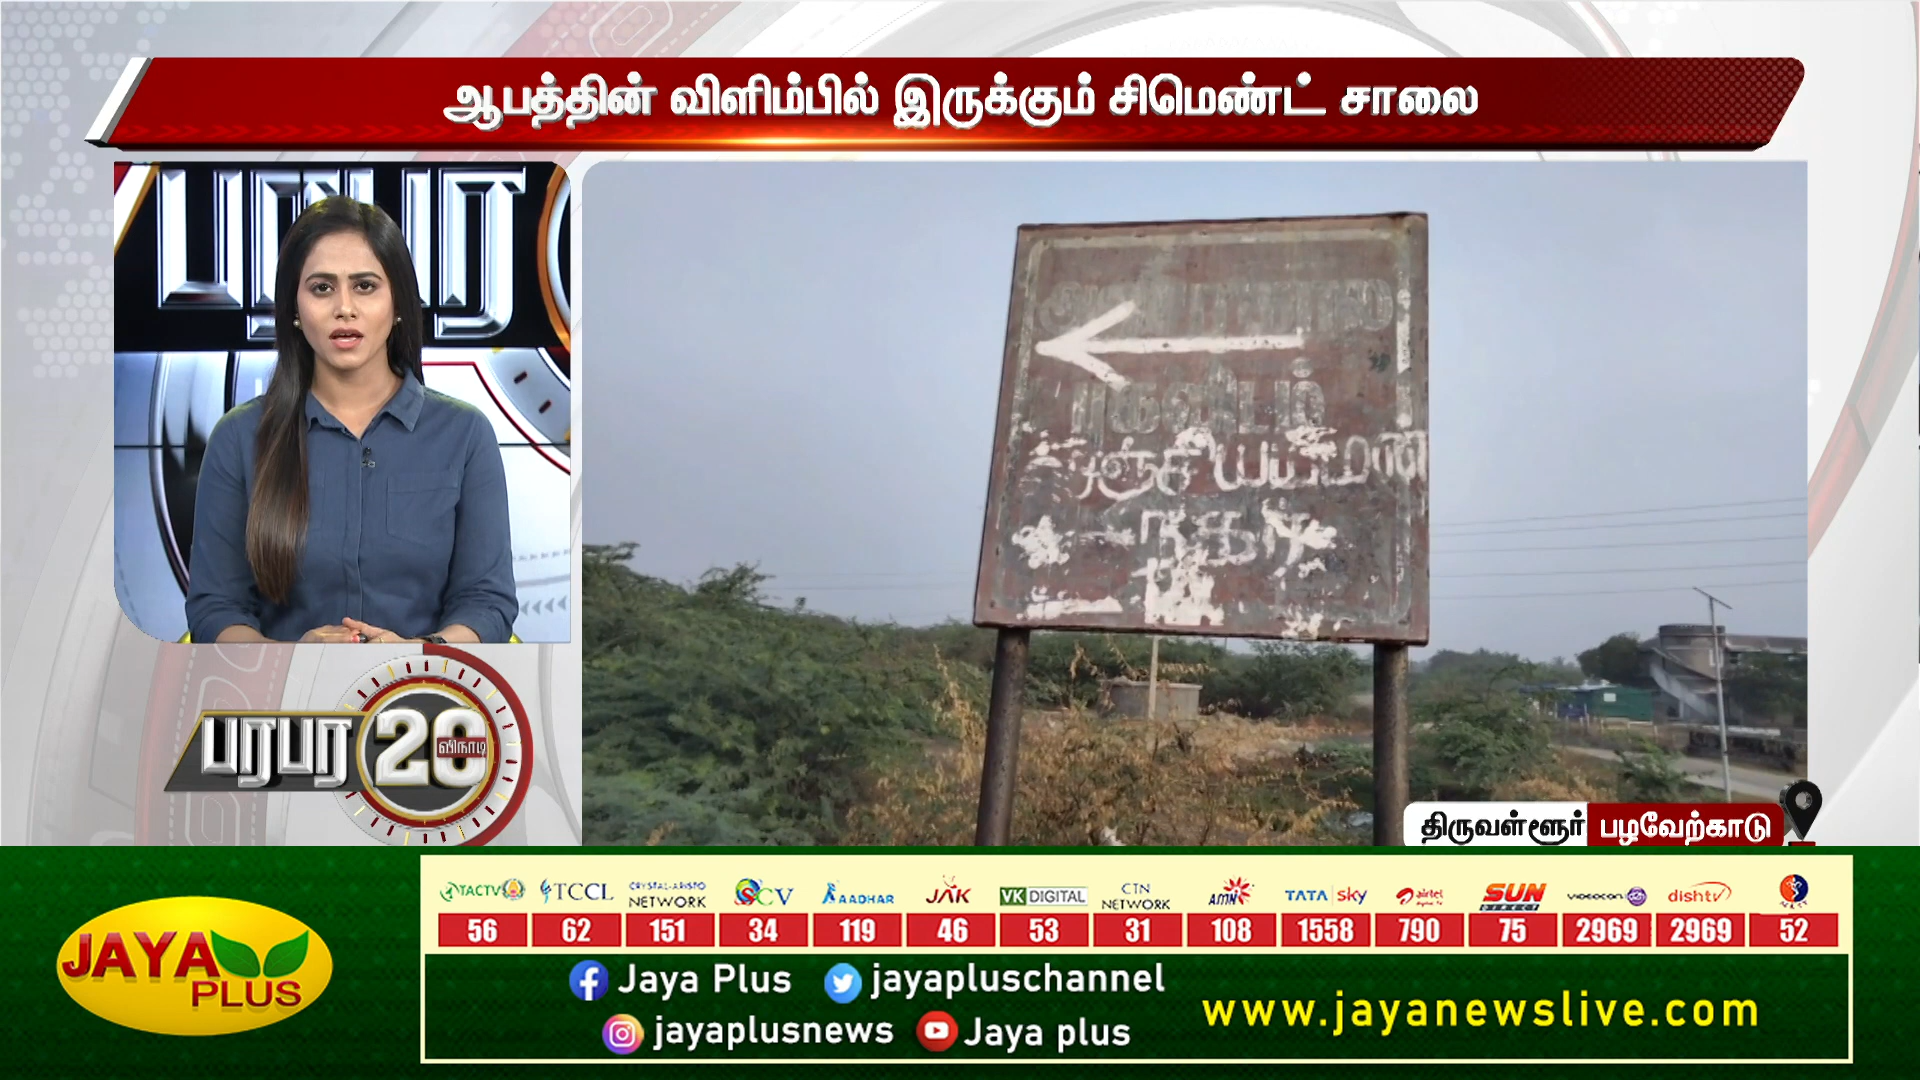 ஆபத்தின் விளிம்பில் இருக்கும் சிமெண்ட் சாலை
பரபர
நகர்
பரபர 20
விநாடி
திருவள்ளூர் பழவேற்காடு
JAYA
PLUS
TACTV TCCL CRYSTAL-ARISTO NETWORK SCV AADHAR JAK VK DIGITAL CTN NETWORK AMN TATA sky airtel SUN DIRECT VIDEOCON dishtv
56 62 151 34 119 46 53 31 108 1558 790 75 2969 2969 52
Jaya Plus jayapluschannel
jayaplusnews Jaya plus
www.jayanewslive.com